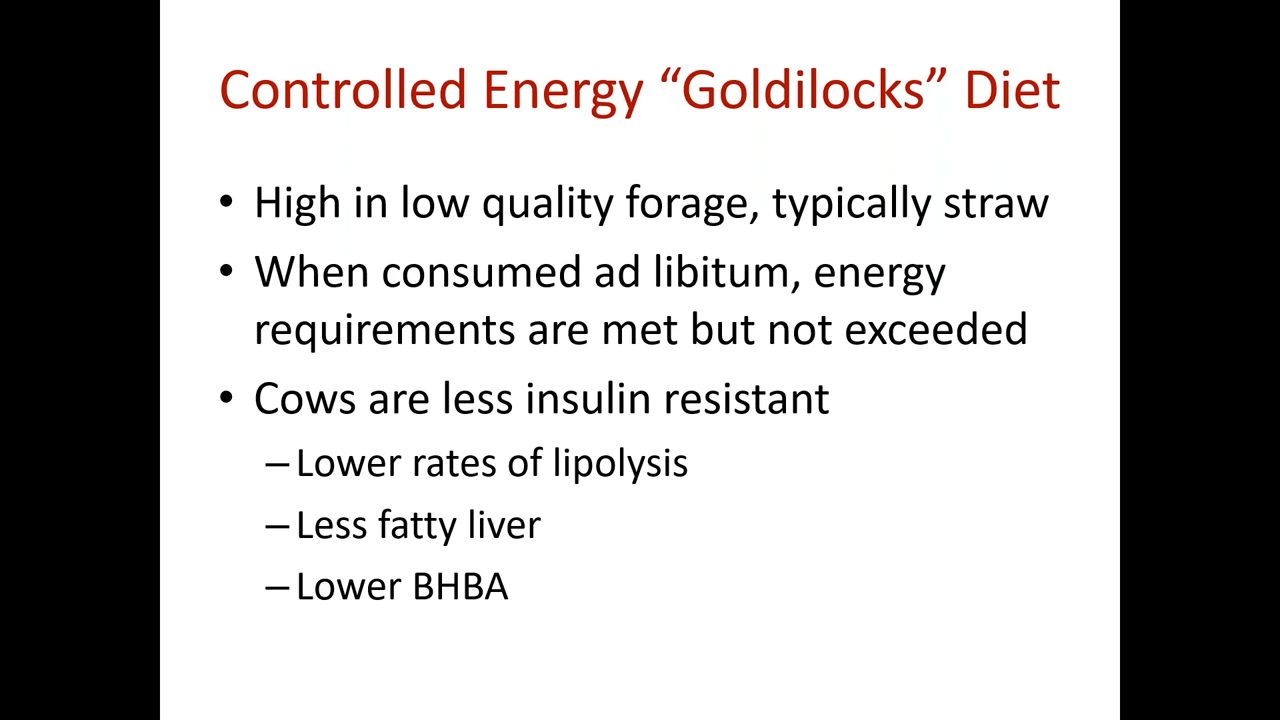 Controlled Energy “Goldilocks” Diet
• High in low quality forage, typically straw
• When consumed ad libitum, energy
requirements are met but not exceeded
• Cows are less insulin resistant
– Lower rates of lipolysis
– Less fatty liver
– Lower BHBA